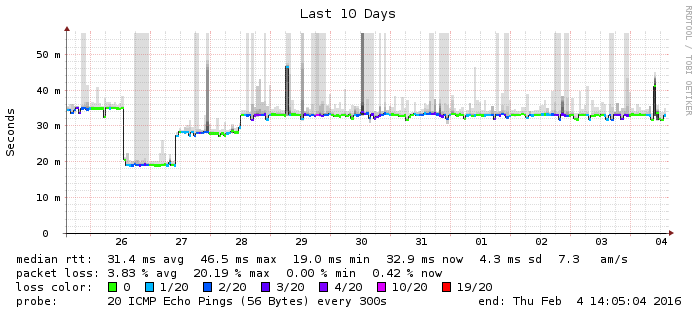 Last 10 Days
RRDTOOL / TOBI OETIKER
Seconds
50 m
40 m
30 m
20 m
10 m
0
26 27 28 29 30 31 01 02 03 04
median rtt: 31.4 ms avg 46.5 ms max 19.0 ms min 32.9 ms now 4.3 ms sd 7.3 am/s
packet loss: 3.83 % avg 20.19 % max 0.00 % min 0.42 % now
loss color: 0 1/20 2/20 3/20 4/20 10/20 19/20
probe: 20 ICMP Echo Pings (56 Bytes) every 300s end: Thu Feb 4 14:05:04 2016